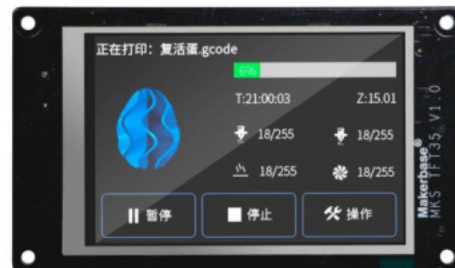 正在打印：复活蛋.gcode
6%
T:21:00:03
Z:15.01
18/255
18/255
18/255
18/255
暂停
停止
操作
Makerbase®
MKS TFT35 V1.0